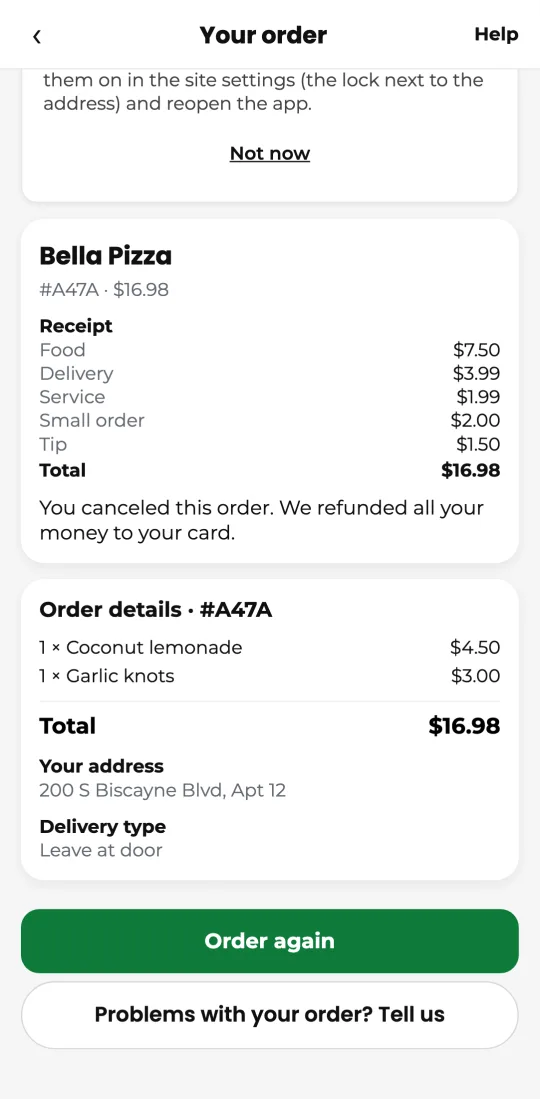 ‹ Your order Help
them on in the site settings (the lock next to the
address) and reopen the app.
Not now
Bella Pizza
#A47A · $16.98
Receipt
Food $7.50
Delivery $3.99
Service $1.99
Small order $2.00
Tip $1.50
Total $16.98
You canceled this order. We refunded all your
money to your card.
Order details · #A47A
1 × Coconut lemonade $4.50
1 × Garlic knots $3.00
Total $16.98
Your address
200 S Biscayne Blvd, Apt 12
Delivery type
Leave at door
Order again
Problems with your order? Tell us